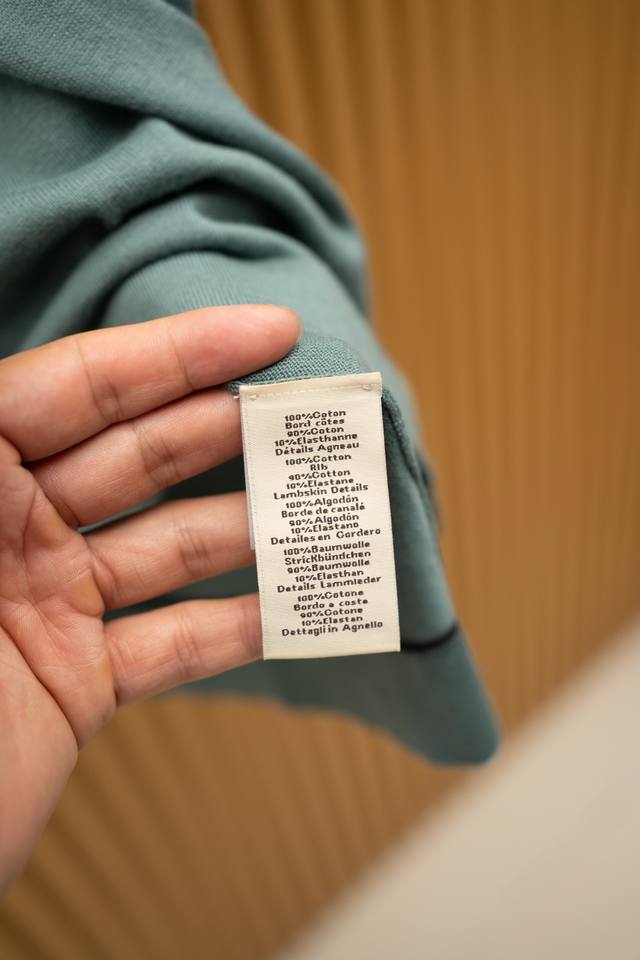 100%Coton
Bord côtes
90%Coton
10%Elasthanne
Détails Agneau
100%Cotton
Rib
90%Cotton
10%Elastane
Lambskin Details
100%Algodón
Borde de canalé
90%Algodón
10%Elastano
Detalles en Cordero
100%Baumwolle
Strickbündchen
90%Baumwolle
10%Elasthan
Details Lammleder
100%Cotone
Bordo a coste
90%Cotone
10%Elastan
Dettagli in Agnello